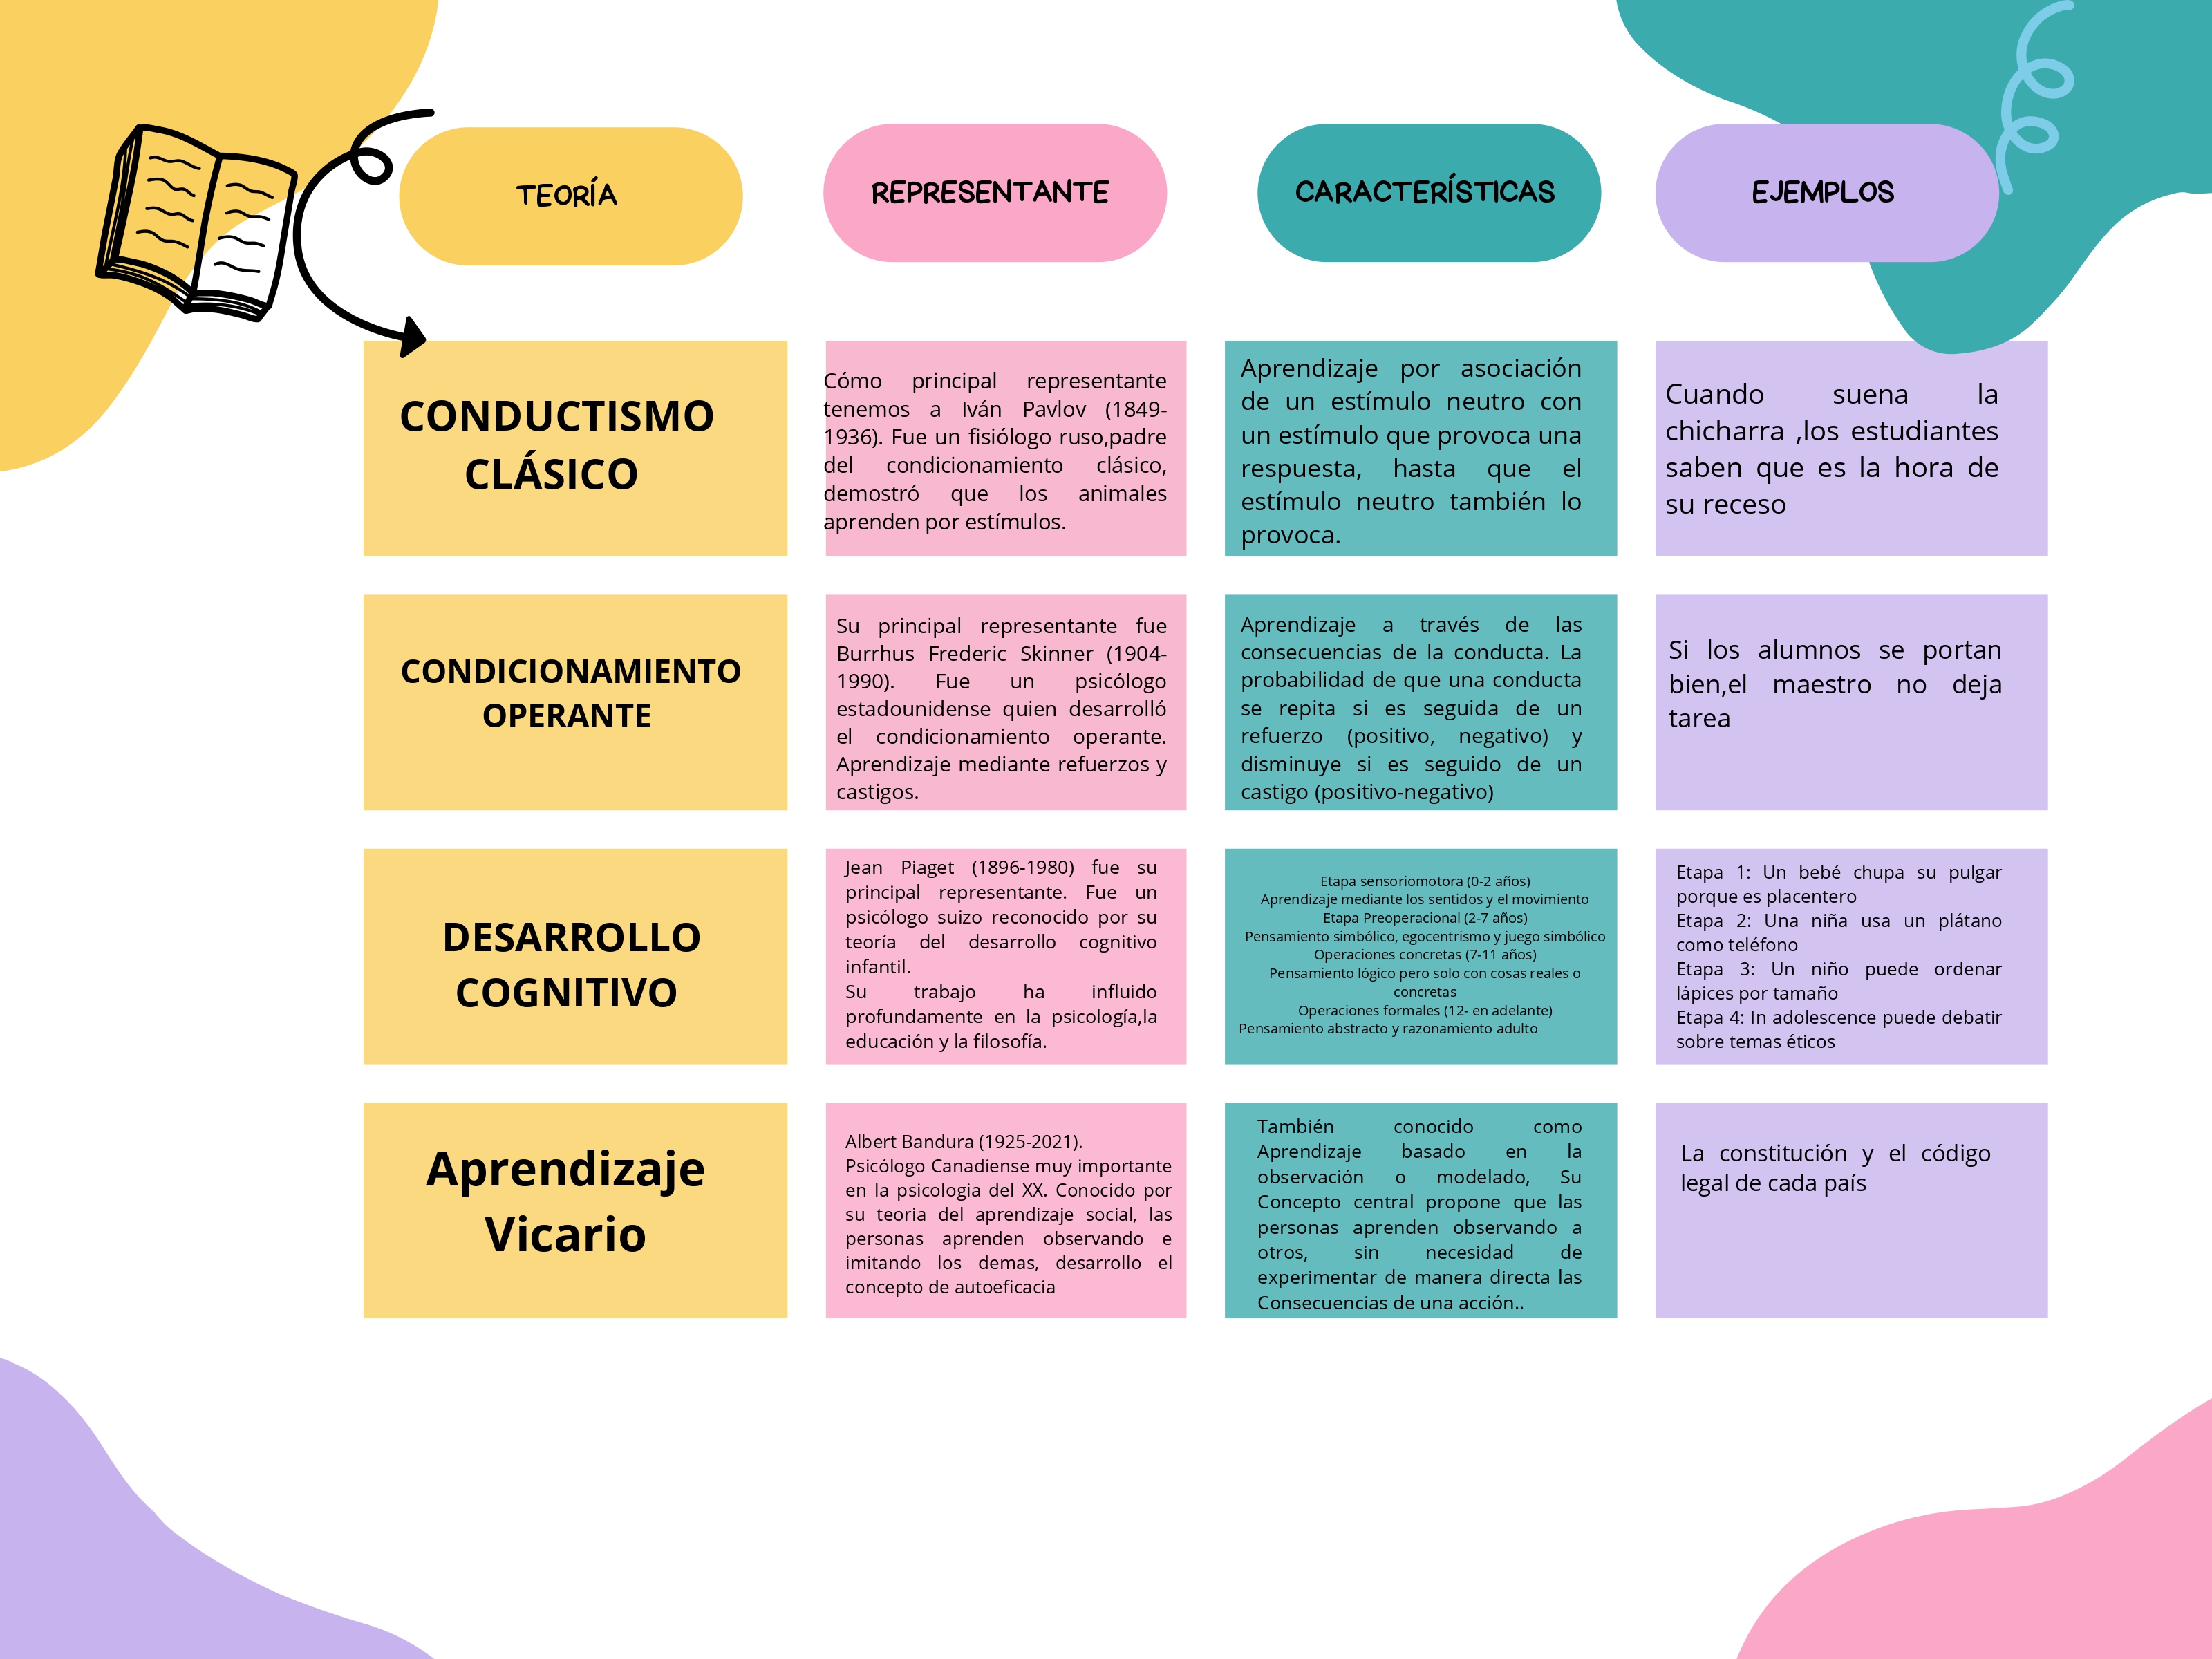 TEORÍA
REPRESENTANTE
CARACTERÍSTICAS
EJEMPLOS
CONDUCTISMO
CLÁSICO
Cómo principal representante
tenemos a Iván Pavlov (1849-
1936). Fue un fisiólogo ruso,padre
del condicionamiento clásico,
demostró que los animales
aprenden por estímulos.
Aprendizaje por asociación
de un estímulo neutro con
un estímulo que provoca una
respuesta, hasta que el
estímulo neutro también lo
provoca.
Cuando suena la
chicharra ,los estudiantes
saben que es la hora de
su receso
CONDICIONAMIENTO
OPERANTE
Su principal representante fue
Burrhus Frederic Skinner (1904-
1990). Fue un psicólogo
estadounidense quien desarrolló
el condicionamiento operante.
Aprendizaje mediante refuerzos y
castigos.
Aprendizaje a través de las
consecuencias de la conducta. La
probabilidad de que una conducta
se repita si es seguida de un
refuerzo (positivo, negativo) y
disminuye si es seguido de un
castigo (positivo-negativo)
Si los alumnos se portan
bien,el maestro no deja
tarea
DESARROLLO
COGNITIVO
Jean Piaget (1896-1980) fue su
principal representante. Fue un
psicólogo suizo reconocido por su
teoría del desarrollo cognitivo
infantil.
Su trabajo ha influido
profundamente en la psicología,la
educación y la filosofía.
Etapa sensoriomotora (0-2 años)
Aprendizaje mediante los sentidos y el movimiento
Etapa Preoperacional (2-7 años)
Pensamiento simbólico, egocentrismo y juego simbólico
Operaciones concretas (7-11 años)
Pensamiento lógico pero solo con cosas reales o
concretas
Operaciones formales (12- en adelante)
Pensamiento abstracto y razonamiento adulto
Etapa 1: Un bebé chupa su pulgar
porque es placentero
Etapa 2: Una niña usa un plátano
como teléfono
Etapa 3: Un niño puede ordenar
lápices por tamaño
Etapa 4: In adolescence puede debatir
sobre temas éticos
Aprendizaje
Vicario
Albert Bandura (1925-2021).
Psicólogo Canadiense muy importante
en la psicologia del XX. Conocido por
su teoria del aprendizaje social, las
personas aprenden observando e
imitando los demas, desarrollo el
concepto de autoeficacia
También conocido como
Aprendizaje basado en la
observación o modelado, Su
Concepto central propone que las
personas aprenden observando a
otros, sin necesidad de
experimentar de manera directa las
Consecuencias de una acción..
La constitución y el código
legal de cada país